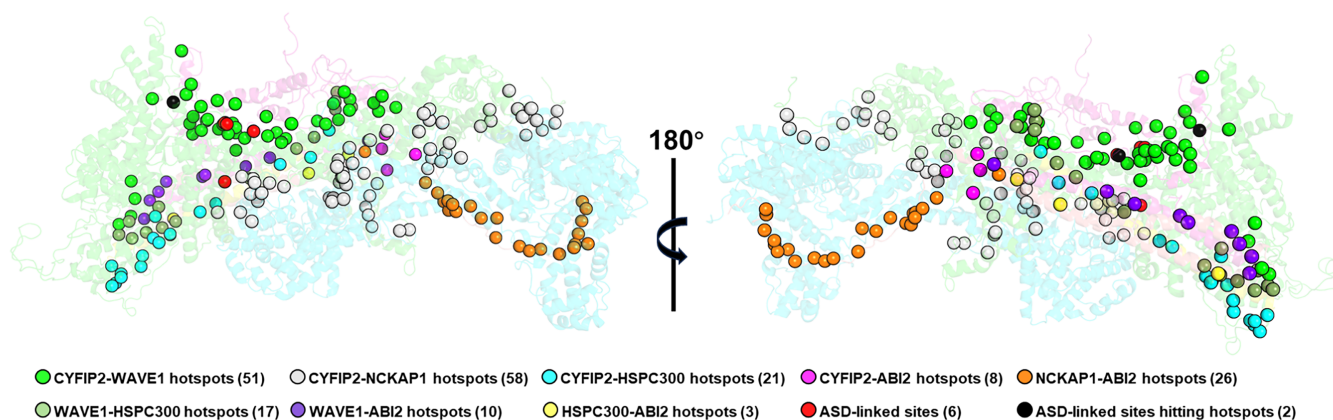 180°
CYFIP2-WAVE1 hotspots (51) CYFIP2-NCKAP1 hotspots (58) CYFIP2-HSPC300 hotspots (21) CYFIP2-ABI2 hotspots (8) NCKAP1-ABI2 hotspots (26)
WAVE1-HSPC300 hotspots (17) WAVE1-ABI2 hotspots (10) HSPC300-ABI2 hotspots (3) ASD-linked sites (6) ASD-linked sites hitting hotspots (2)